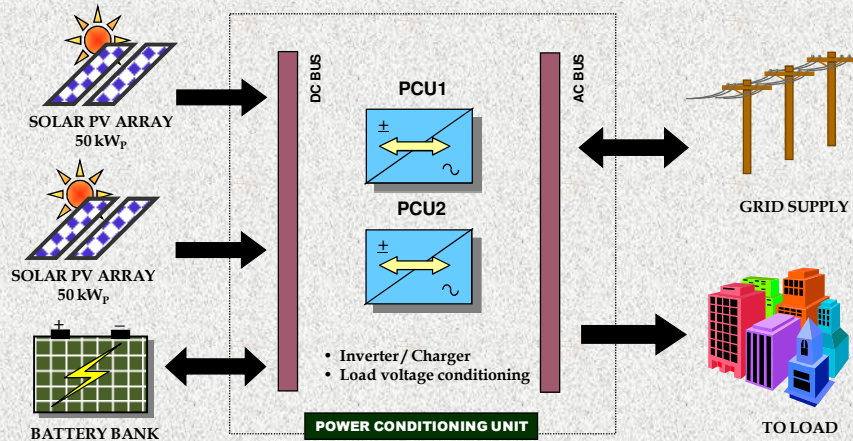 SOLAR PV ARRAY
50 kWP
SOLAR PV ARRAY
50 kWP
+ −
BATTERY BANK
DC BUS
PCU1
±
PCU2
±
• Inverter / Charger
• Load voltage conditioning
POWER CONDITIONING UNIT
AC BUS
GRID SUPPLY
TO LOAD